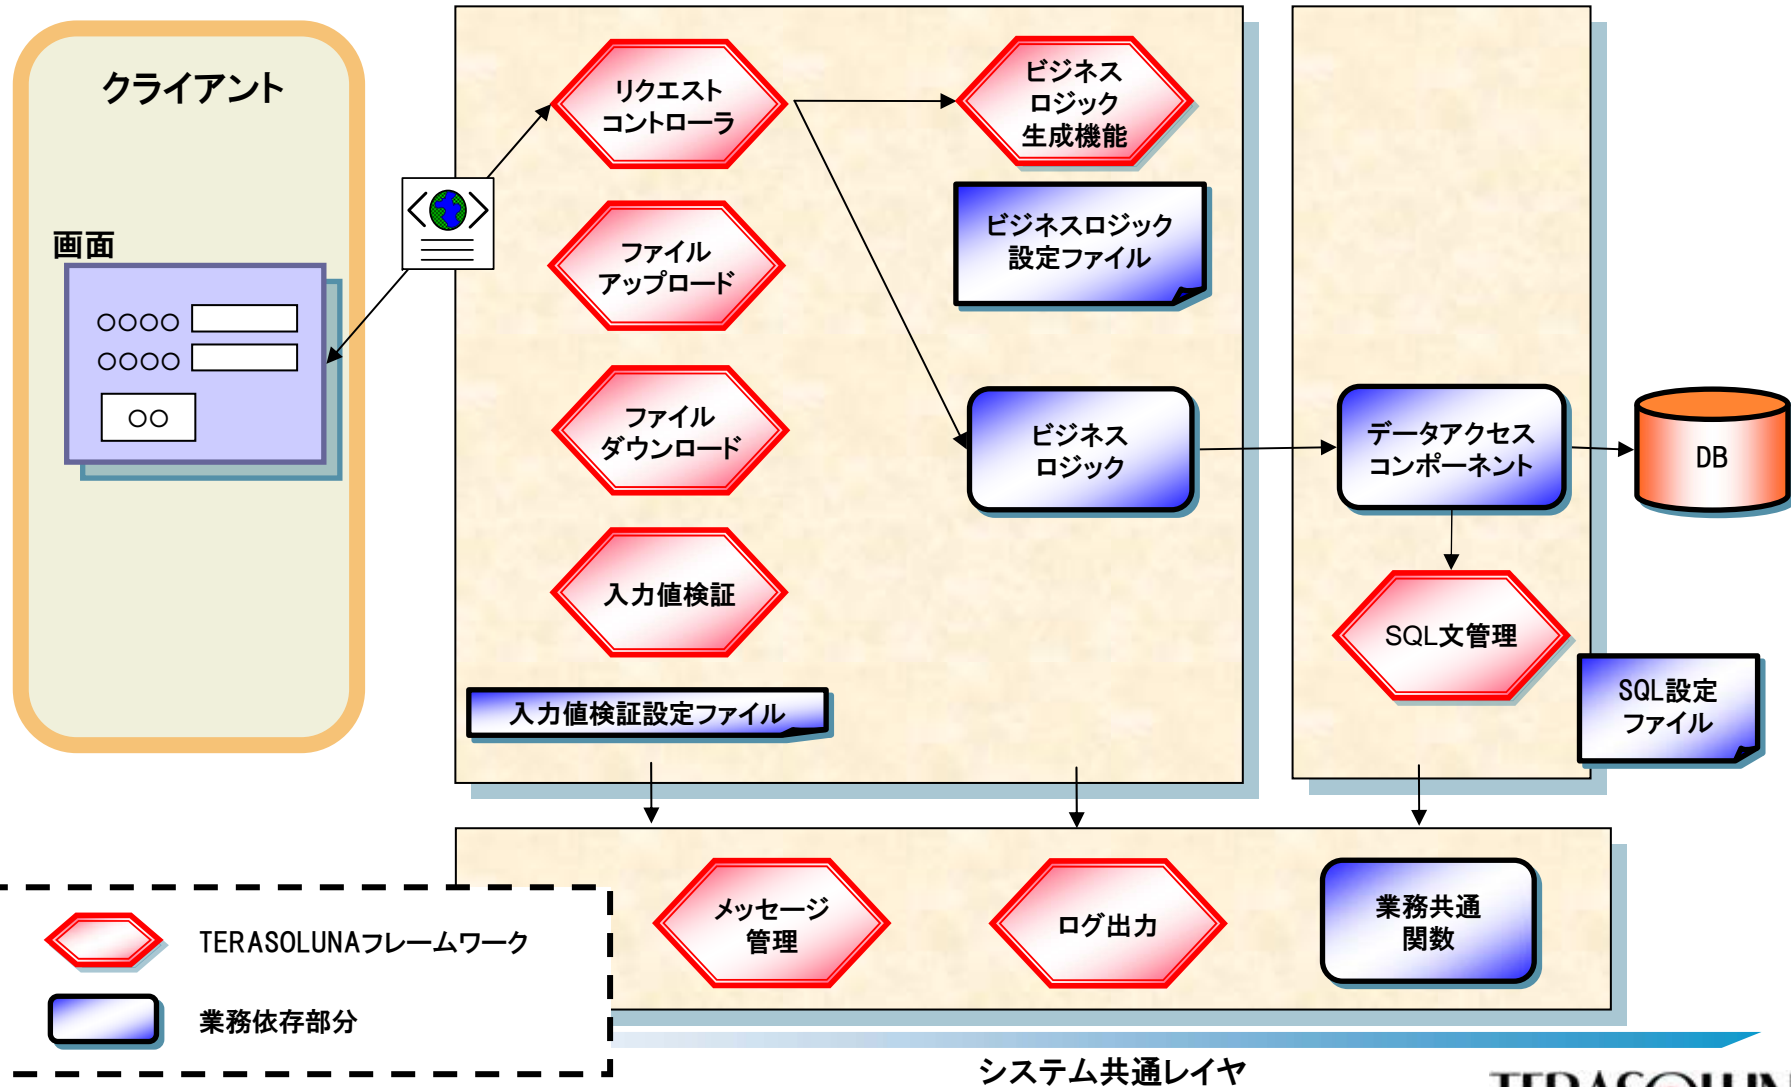 クライアント
画面
○○○○
○○○○
○○
リクエスト
コントローラ
ファイル
アップロード
ファイル
ダウンロード
入力値検証
入力値検証設定ファイル
ビジネス
ロジック
生成機能
ビジネスロジック
設定ファイル
ビジネス
ロジック
データアクセス
コンポーネント
DB
SQL文管理
SQL設定
ファイル
メッセージ
管理
ログ出力
業務共通
関数
TERASOLUNAフレームワーク
業務依存部分
システム共通レイヤ